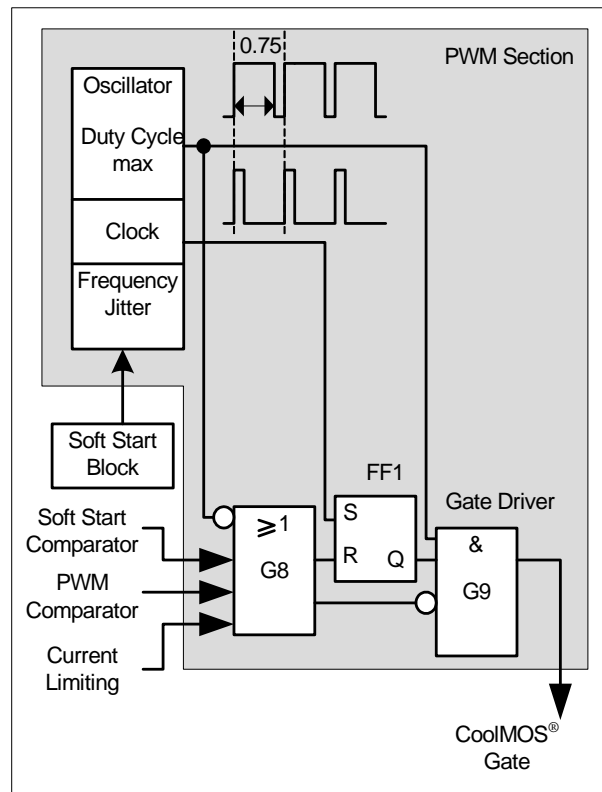 0.75
PWM Section
Oscillator
Duty Cycle
max
Clock
Frequency
Jitter
Soft Start
Block
FF1
Gate Driver
Soft Start
Comparator
PWM
Comparator
Current
Limiting
≥1
G8
S
R
Q
&
G9
CoolMOS®
Gate